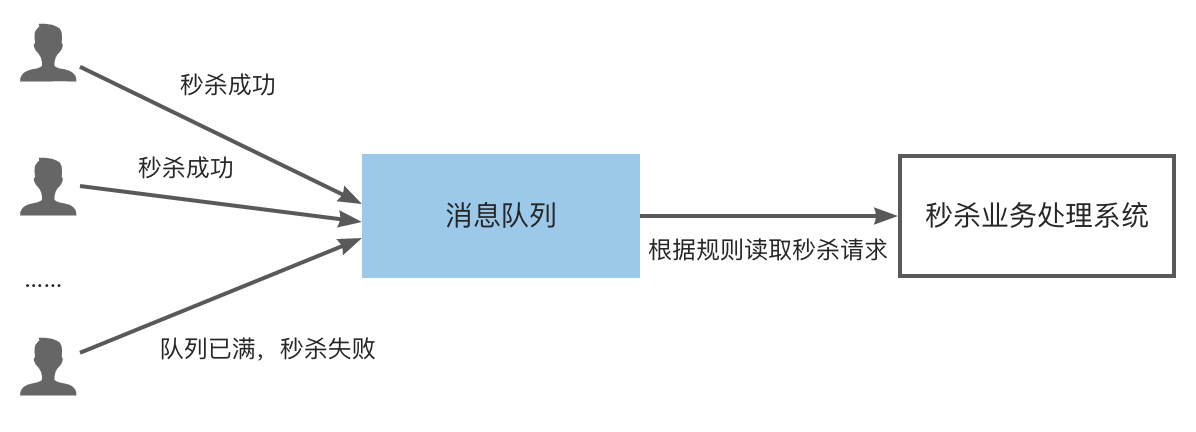 秒杀成功
秒杀成功
消息队列
秒杀业务处理系统
根据规则读取秒杀请求
……
队列已满，秒杀失败